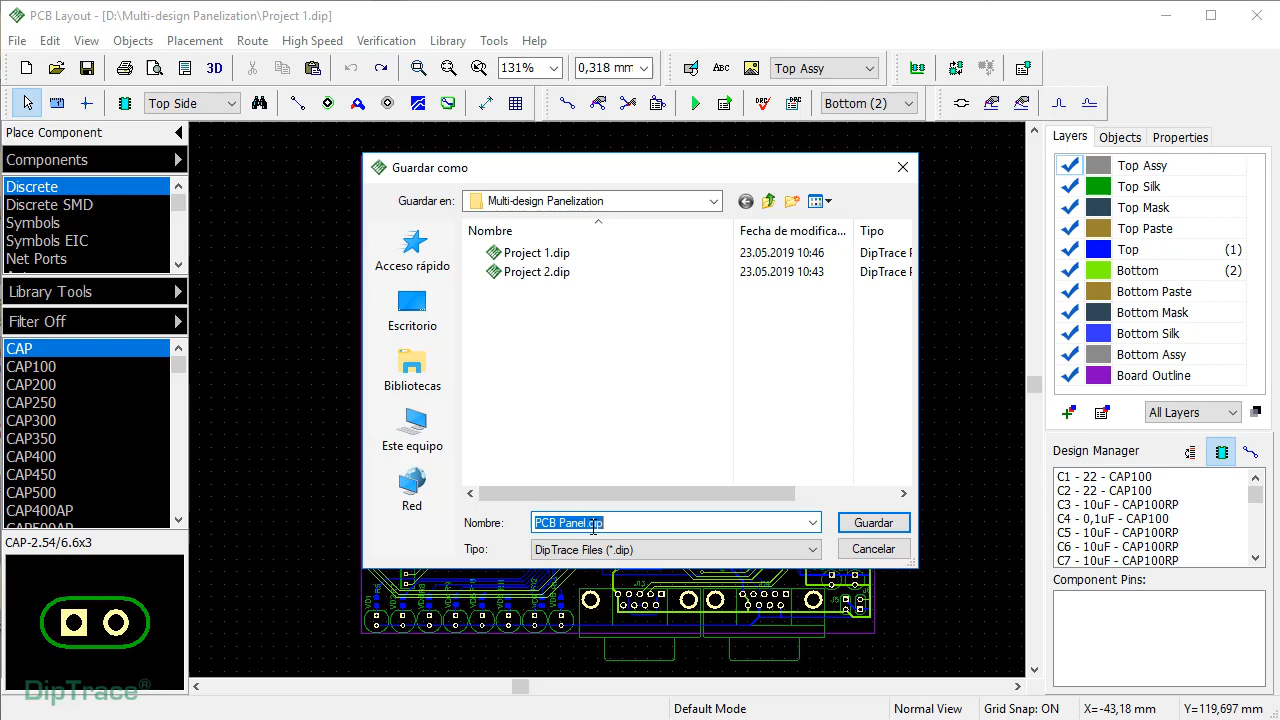 PCB Layout - [D:\Multi-design Panelization\Project 1.dip]
File Edit View Objects Placement Route High Speed Verification Library Tools Help
3D 131% 0,318 mm ABC Top Assy
Top Side DRC Bottom (2)
Place Component
Components
Discrete
Discrete SMD
Symbols
Symbols EIC
Net Ports
Library Tools
Filter Off
CAP
CAP100
CAP200
CAP250
CAP300
CAP350
CAP400
CAP450
CAP500
CAP400AP
CAP500AP
CAP-2.54/6.6x3
DipTrace®
Guardar como
Guardar en: Multi-design Panelization
Acceso rápido
Escritorio
Bibliotecas
Este equipo
Red
Nombre Fecha de modifica... Tipo
Project 1.dip 23.05.2019 10:46 DipTrace
Project 2.dip 23.05.2019 10:43 DipTrace
Nombre: PCB Panel.dip Guardar
Tipo: DipTrace Files (*.dip) Cancelar
Layers Objects Properties
Top Assy
Top Silk
Top Mask
Top Paste
Top (1)
Bottom (2)
Bottom Paste
Bottom Mask
Bottom Silk
Bottom Assy
Board Outline
All Layers
Design Manager
C1 - 22 - CAP100
C2 - 22 - CAP100
C3 - 10uF - CAP100RP
C4 - 0,1uF - CAP100
C5 - 10uF - CAP100RP
C6 - 10uF - CAP100RP
C7 - 10uF - CAP100RP
Component Pins:
Default Mode Normal View Grid Snap: ON X=-43,18 mm Y=119,697 mm